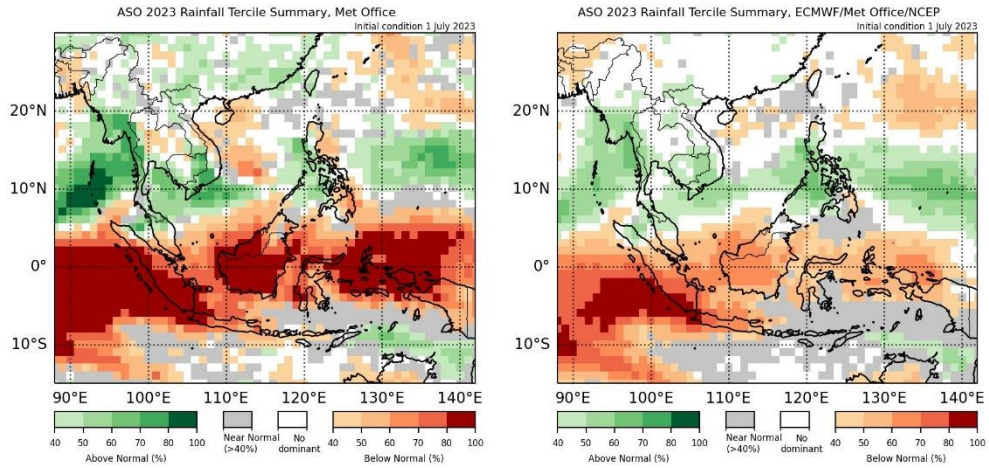 ASO 2023 Rainfall Tercile Summary, Met Office
Initial condition 1 July 2023
20°N
10°N
0°
10°S
90°E
100°E
110°E
120°E
130°E
140°E
40
60
70
80
100
Above Normal (%)
Near Normal
(>40%)
No
dominant
40
60
70
80
100
Below Normal (%)
ASO 2023 Rainfall Tercile Summary, ECMWF/Met Office/NCEP
Initial condition 1 July 2023
20°N
10°N
0°
10°S
90°E
100°E
110°E
120°E
130°E
140°E
40
60
70
80
100
Above Normal (%)
Near Normal
(>40%)
No
dominant
40
60
70
80
100
Below Normal (%)